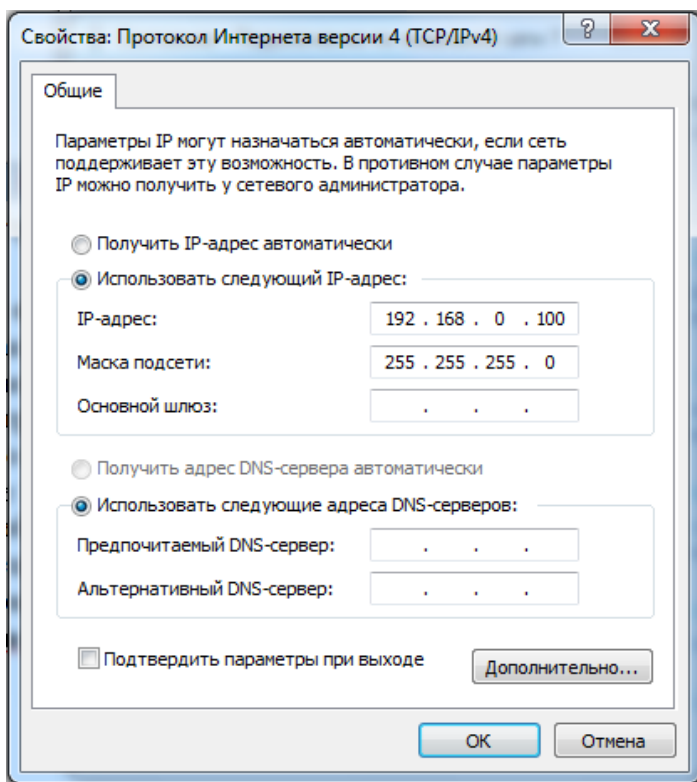 Свойства: Протокол Интернета версии 4 (TCP/IPv4)
Общие
Параметры IP могут назначаться автоматически, если сеть
поддерживает эту возможность. В противном случае параметры
IP можно получить у сетевого администратора.
Получить IP-адрес автоматически
Использовать следующий IP-адрес:
IP-адрес: 192 . 168 . 0 . 100
Маска подсети: 255 . 255 . 255 . 0
Основной шлюз: . . .
Получить адрес DNS-сервера автоматически
Использовать следующие адреса DNS-серверов:
Предпочитаемый DNS-сервер: . . .
Альтернативный DNS-сервер: . . .
Подтвердить параметры при выходе
Дополнительно...
ОК Отмена